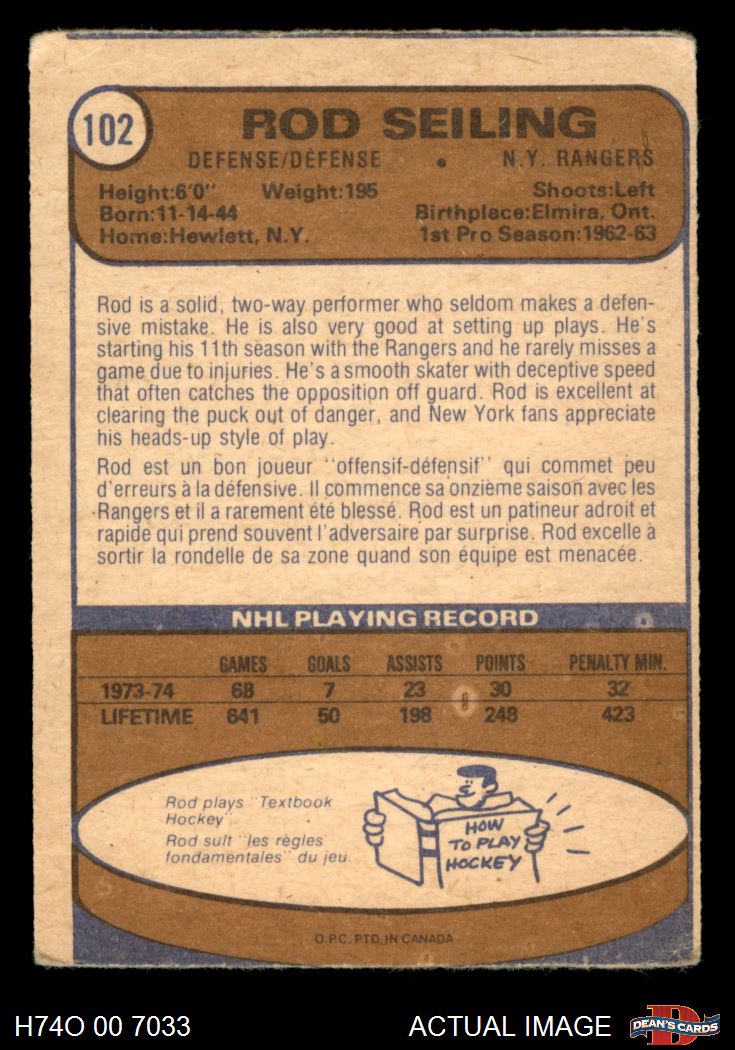 102
ROD SEILING
DEFENSE/DÉFENSE • N.Y. RANGERS
Height:6'0" Weight:195 Shoots:Left
Born:11-14-44 Birthplace:Elmira, Ont.
Home:Hewlett, N.Y. 1st Pro Season:1962-63
Rod is a solid, two-way performer who seldom makes a defen-
sive mistake. He is also very good at setting up plays. He's
starting his 11th season with the Rangers and he rarely misses a
game due to injuries. He's a smooth skater with deceptive speed
that often catches the opposition off guard. Rod is excellent at
clearing the puck out of danger, and New York fans appreciate
his heads-up style of play.
Rod est un bon joueur "offensif-défensif" qui commet peu
d'erreurs à la défensive. Il commence sa onzième saison avec les
Rangers et il a rarement été blessé. Rod est un patineur adroit et
rapide qui prend souvent l'adversaire par surprise. Rod excelle à
sortir la rondelle de sa zone quand son équipe est menacée.
NHL PLAYING RECORD
GAMES GOALS ASSISTS POINTS PENALTY MIN.
1973-74 68 7 23 30 32
LIFETIME 641 50 198 248 423
Rod plays "Textbook
Hockey"
Rod suit "les règles
fondamentales" du jeu
HOW
TO PLAY
HOCKEY
O.P.C. PTD. IN CANADA
H74O 00 7033 ACTUAL IMAGE D DEAN'S CARDS